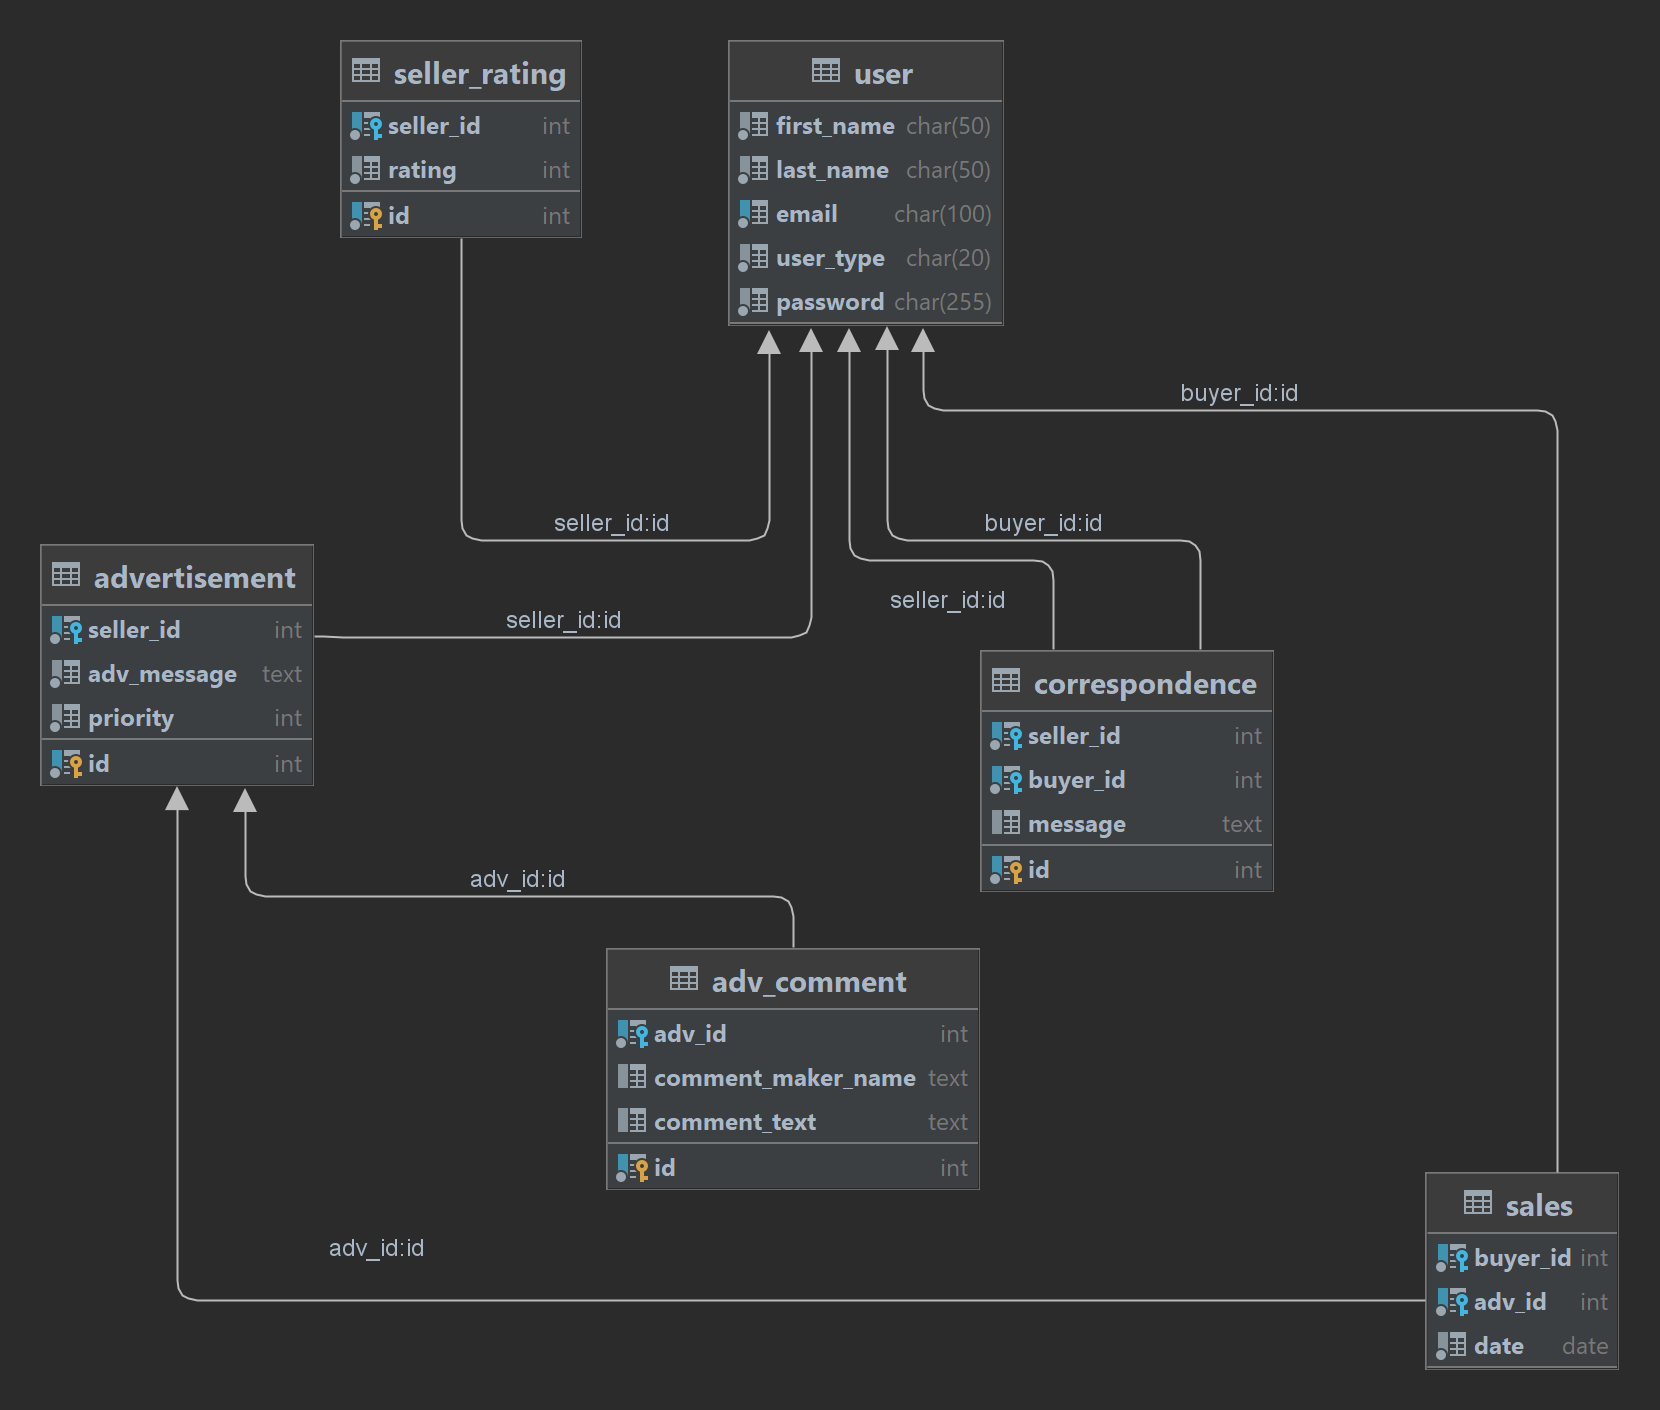 seller_rating
seller_id int
rating int
id int
user
first_name char(50)
last_name char(50)
email char(100)
user_type char(20)
password char(255)
buyer_id:id
seller_id:id
buyer_id:id
seller_id:id
seller_id:id
advertisement
seller_id int
adv_message text
priority int
id int
correspondence
seller_id int
buyer_id int
message text
id int
adv_id:id
adv_comment
adv_id int
comment_maker_name text
comment_text text
id int
adv_id:id
sales
buyer_id int
adv_id int
date date